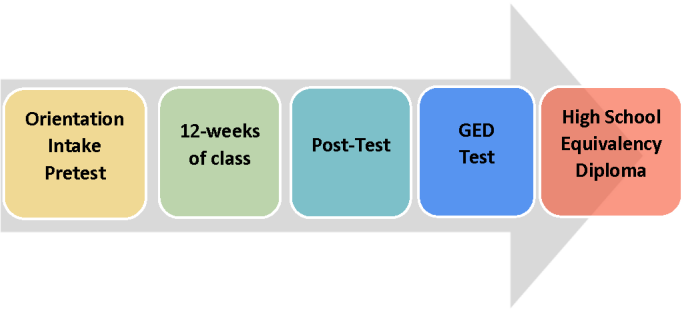 Orientation
Intake
Pretest
12-weeks
of class
Post-Test
GED
Test
High School
Equivalency
Diploma